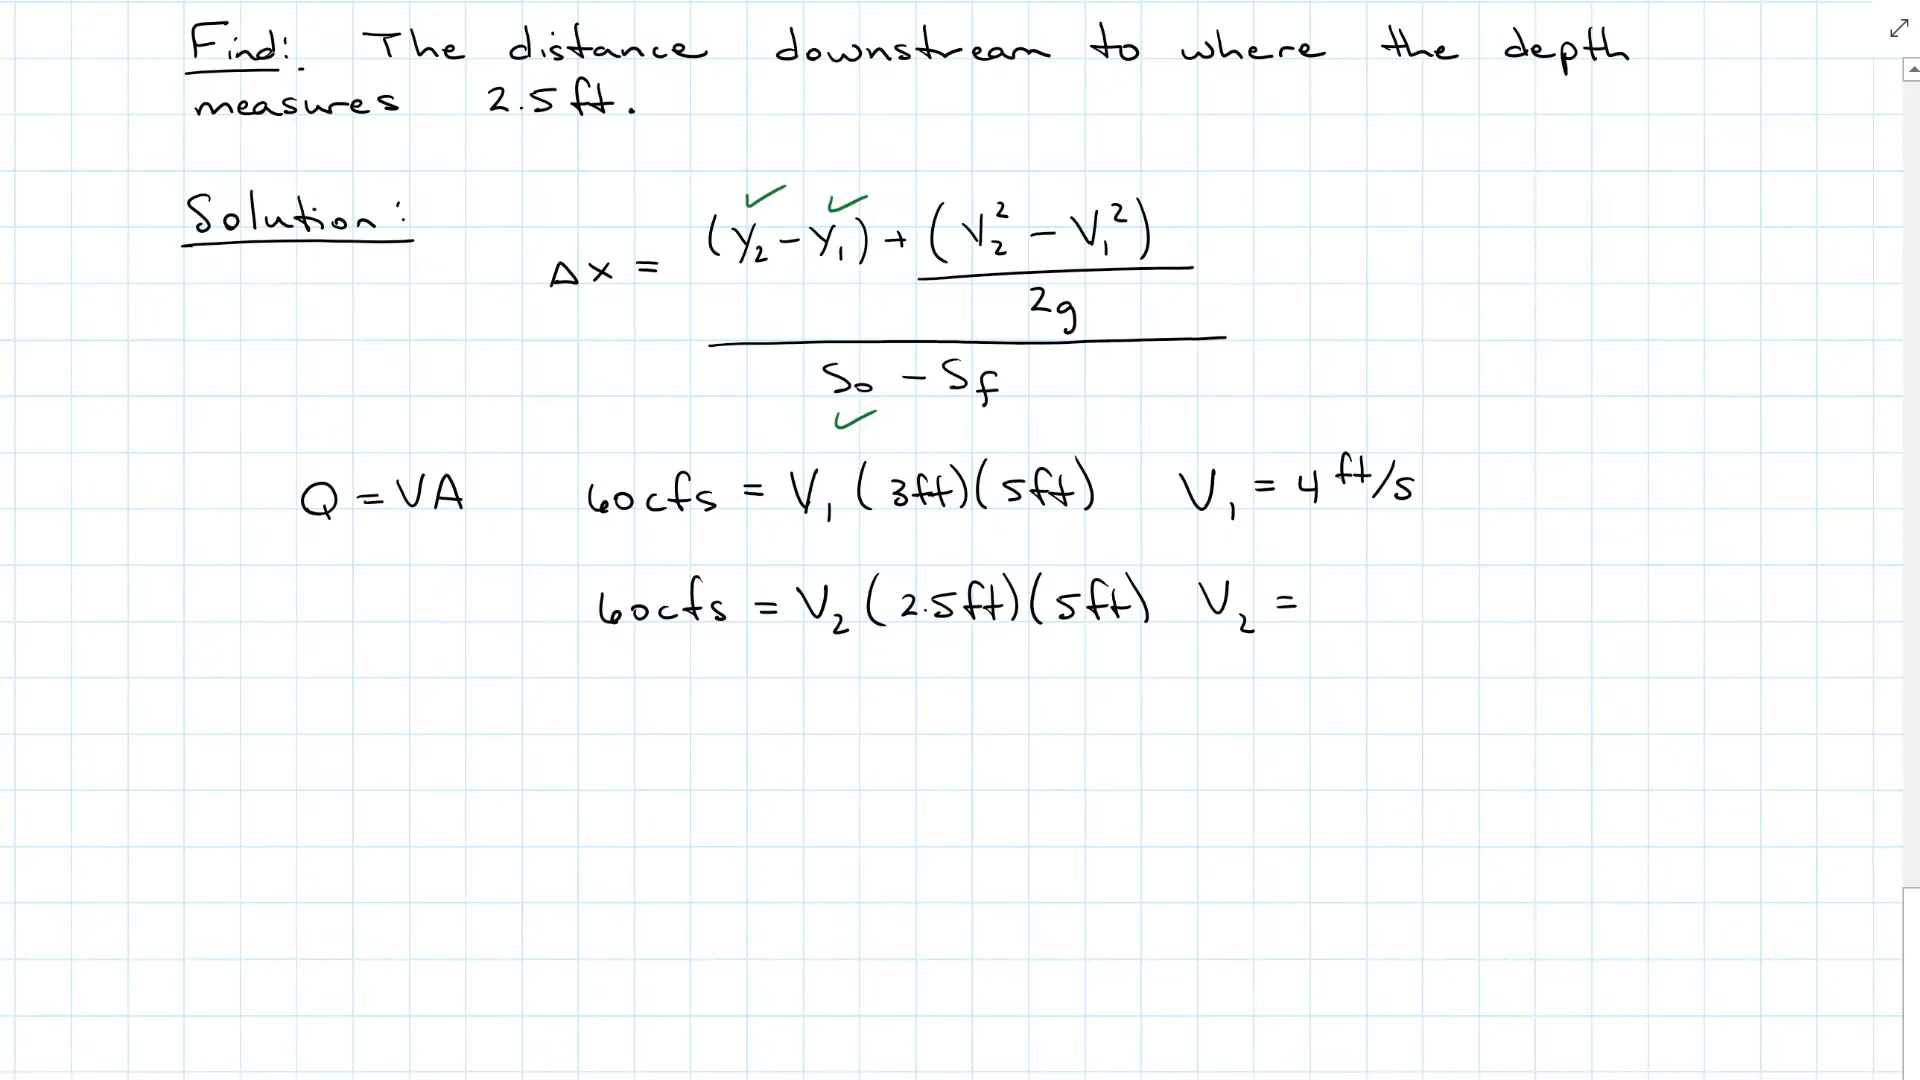 Find: The distance downstream to where the depth
measures 2.5 ft.
Solution:
Δx = (y₂ - y₁) + (V₂² - V₁²)
2g
S₀ - Sf
Q = VA 60cfs = V₁ (3ft)(5ft) V₁ = 4 ft/s
60cfs = V₂ (2.5ft)(5ft) V₂ =